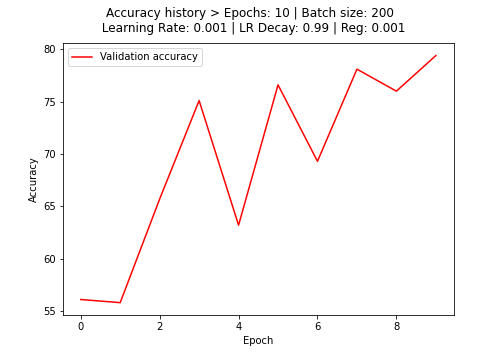 Accuracy history > Epochs: 10 | Batch size: 200
Learning Rate: 0.001 | LR Decay: 0.99 | Reg: 0.001
Validation accuracy
80
75
70
65
60
55
Accuracy
0 2 4 6 8
Epoch